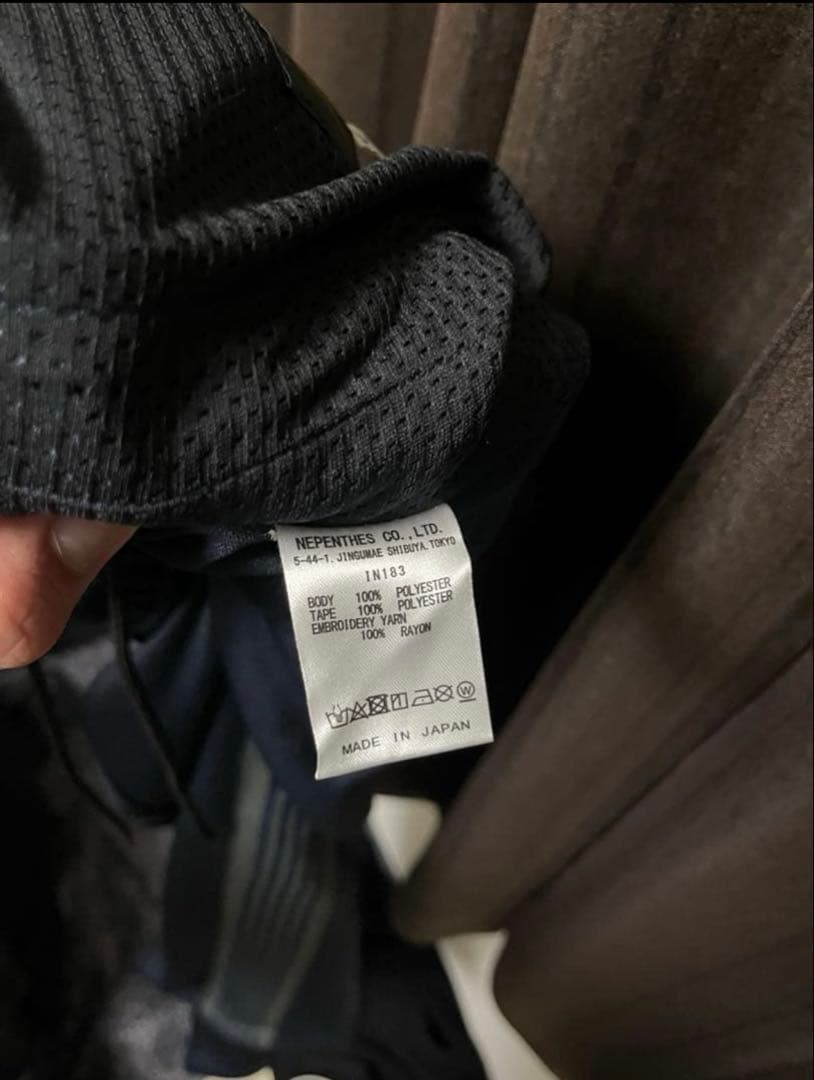 NEPENTHES CO.,LTD.
5-44-1, JINGUMAE SHIBUYA, TOKYO
IN183
BODY 100% POLYESTER
TAPE 100% POLYESTER
EMBROIDERY YARN
100% RAYON
W
MADE IN JAPAN